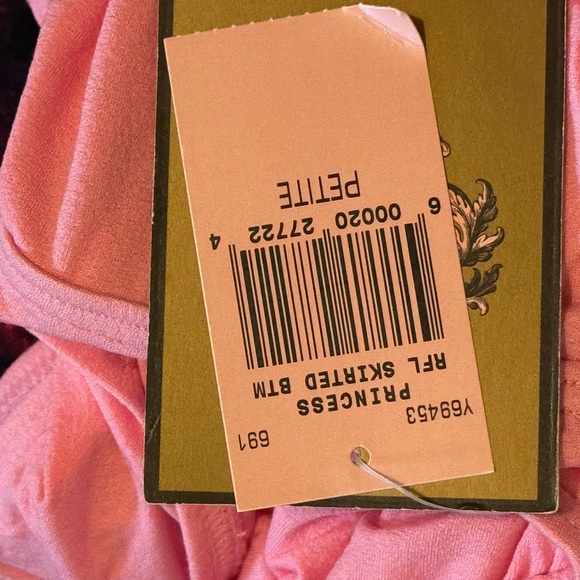 Y69453 691
PRINCESS
RFL SKIRTED BTM
6 00020 27722 4
PETITE